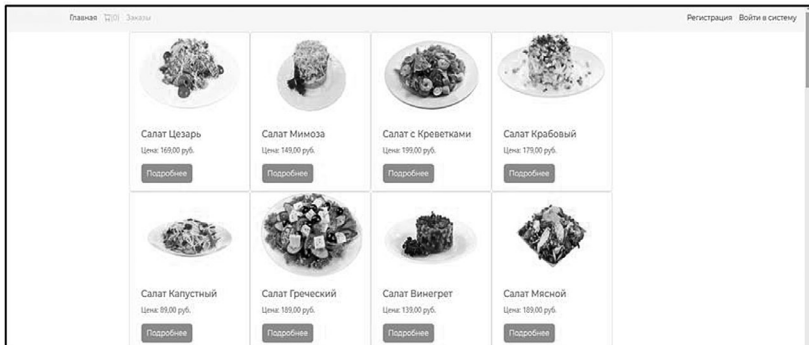 Главная (0) Заказы Регистрация Войти в систему
Салат Цезарь Салат Мимоза Салат с Креветками Салат Крабовый
Цена: 169,00 руб. Цена: 149,00 руб. Цена: 199,00 руб. Цена: 179,00 руб.
Подробнее Подробнее Подробнее Подробнее
Салат Капустный Салат Греческий Салат Винегрет Салат Мясной
Цена: 89,00 руб. Цена: 189,00 руб. Цена: 139,00 руб. Цена: 189,00 руб.
Подробнее Подробнее Подробнее Подробнее